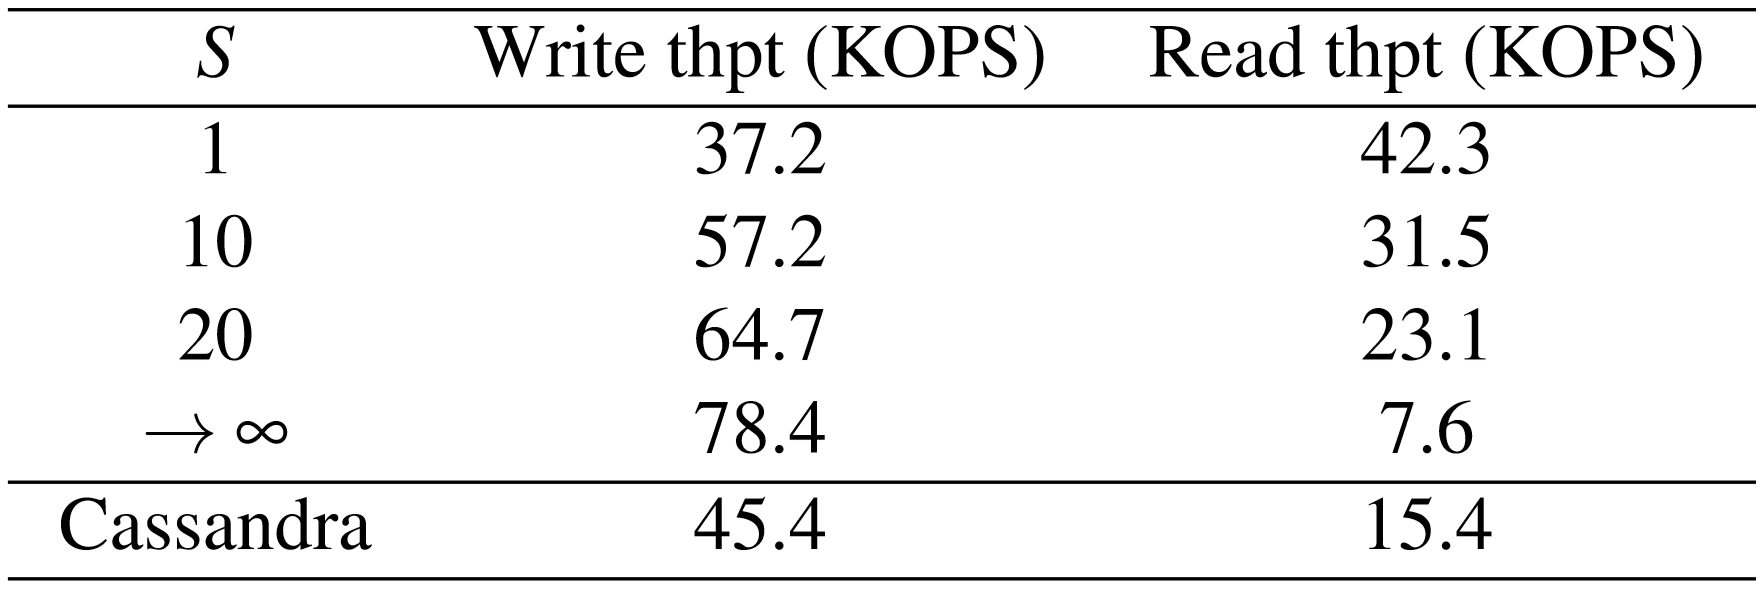 S Write thpt (KOPS) Read thpt (KOPS)
1 37.2 42.3
10 57.2 31.5
20 64.7 23.1
→ ∞ 78.4 7.6
Cassandra 45.4 15.4